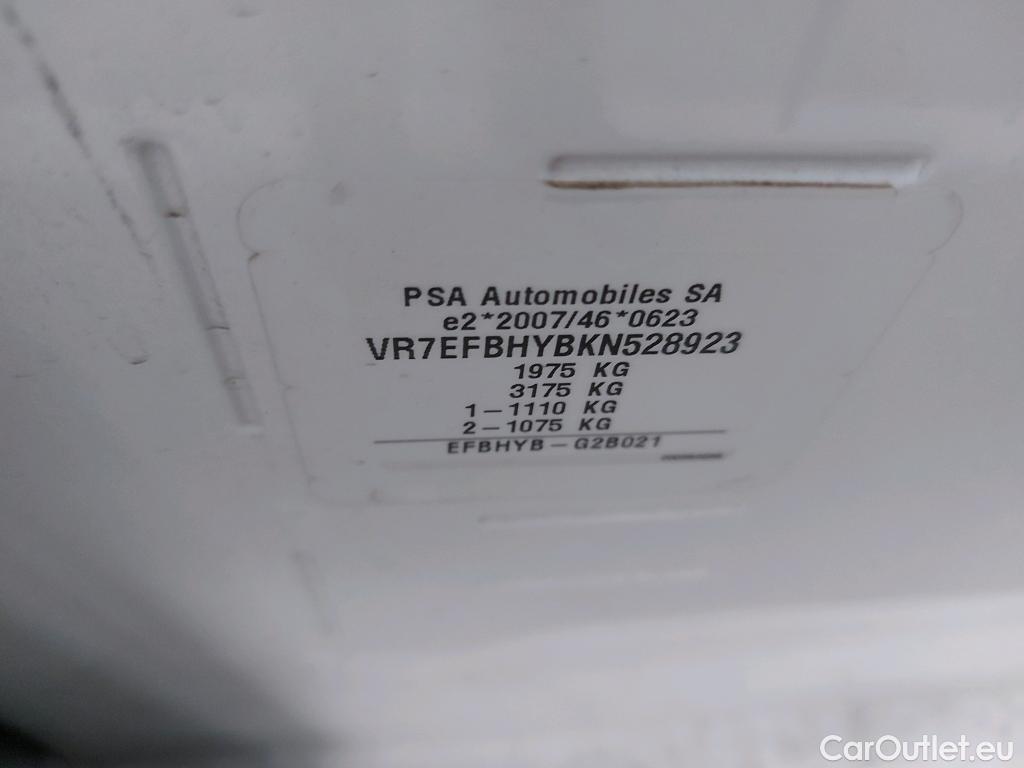 PSA Automobiles SA
e2*2007/46*0623
VR7EFBHYBKN528923
1975 KG
3175 KG
1-1110 KG
2-1075 KG
EFBHYB-G2B021
CarOutlet.eu